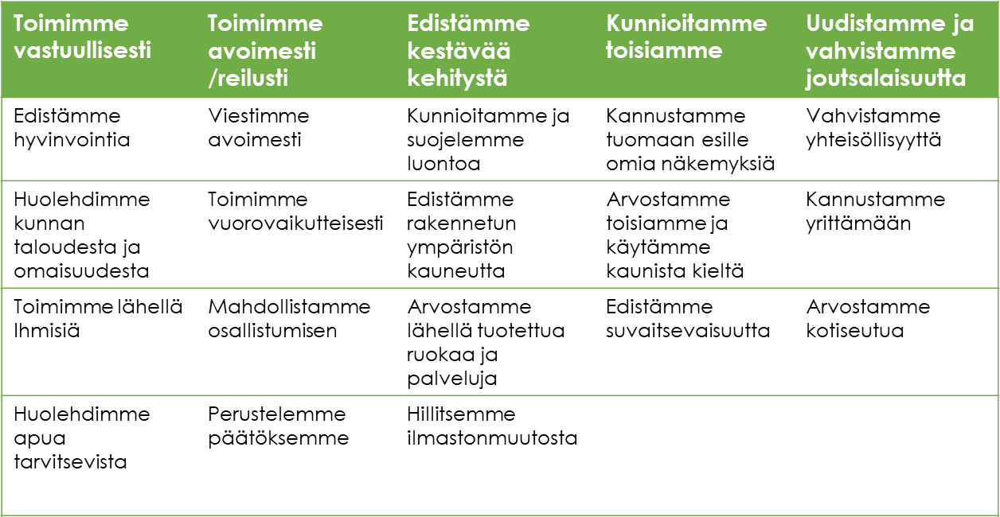 Toimimme
vastuullisesti
Toimimme
avoimesti
/reilusti
Edistämme
kestävää
kehitystä
Kunnioitamme
toisiamme
Uudistamme ja
vahvistamme
joutsalaisuutta
Edistämme
hyvinvointia
Viestimme
avoimesti
Kunnioitamme ja
suojelemme
luontoa
Kannustamme
tuomaan esille
omia näkemyksiä
Vahvistamme
yhteisöllisyyttä
Huolehdimme
kunnan
taloudesta ja
omaisuudesta
Toimimme
vuorovaikutteisesti
Edistämme
rakennetun
ympäristön
kauneutta
Arvostamme
toisiamme ja
käytämme
kaunista kieltä
Kannustamme
yrittämään
Toimimme lähellä
Ihmisiä
Mahdollistamme
osallistumisen
Arvostamme
lähellä tuotettua
ruokaa ja
palveluja
Edistämme
suvaitsevaisuutta
Arvostamme
kotiseutua
Huolehdimme
apua
tarvitsevista
Perustelemme
päätöksemme
Hillitsemme
ilmastonmuutosta